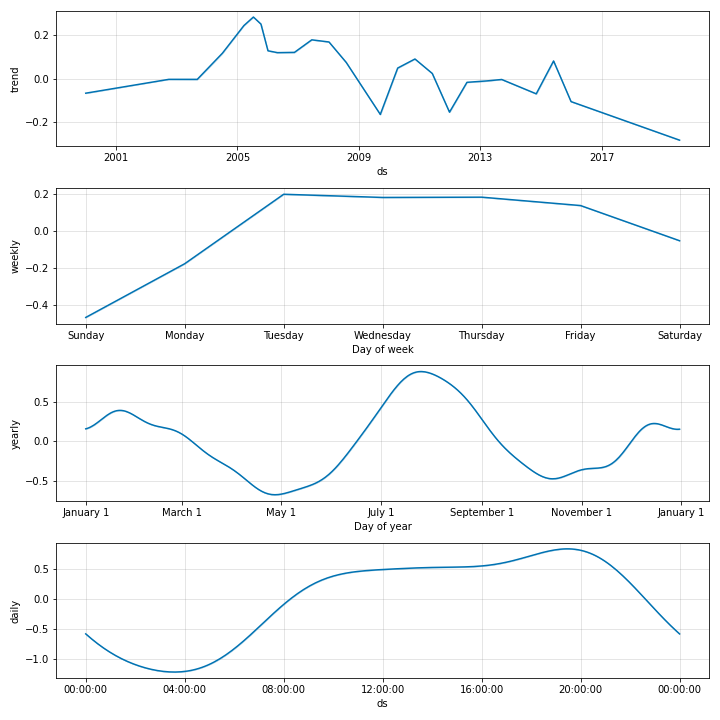 0.2
0.0
−0.2
trend
2001 2005 2009 2013 2017
ds
0.2
0.0
−0.2
−0.4
weekly
Sunday Monday Tuesday Wednesday Thursday Friday Saturday
Day of week
0.5
0.0
−0.5
yearly
January 1 March 1 May 1 July 1 September 1 November 1 January 1
Day of year
0.5
0.0
−0.5
−1.0
daily
00:00:00 04:00:00 08:00:00 12:00:00 16:00:00 20:00:00 00:00:00
ds